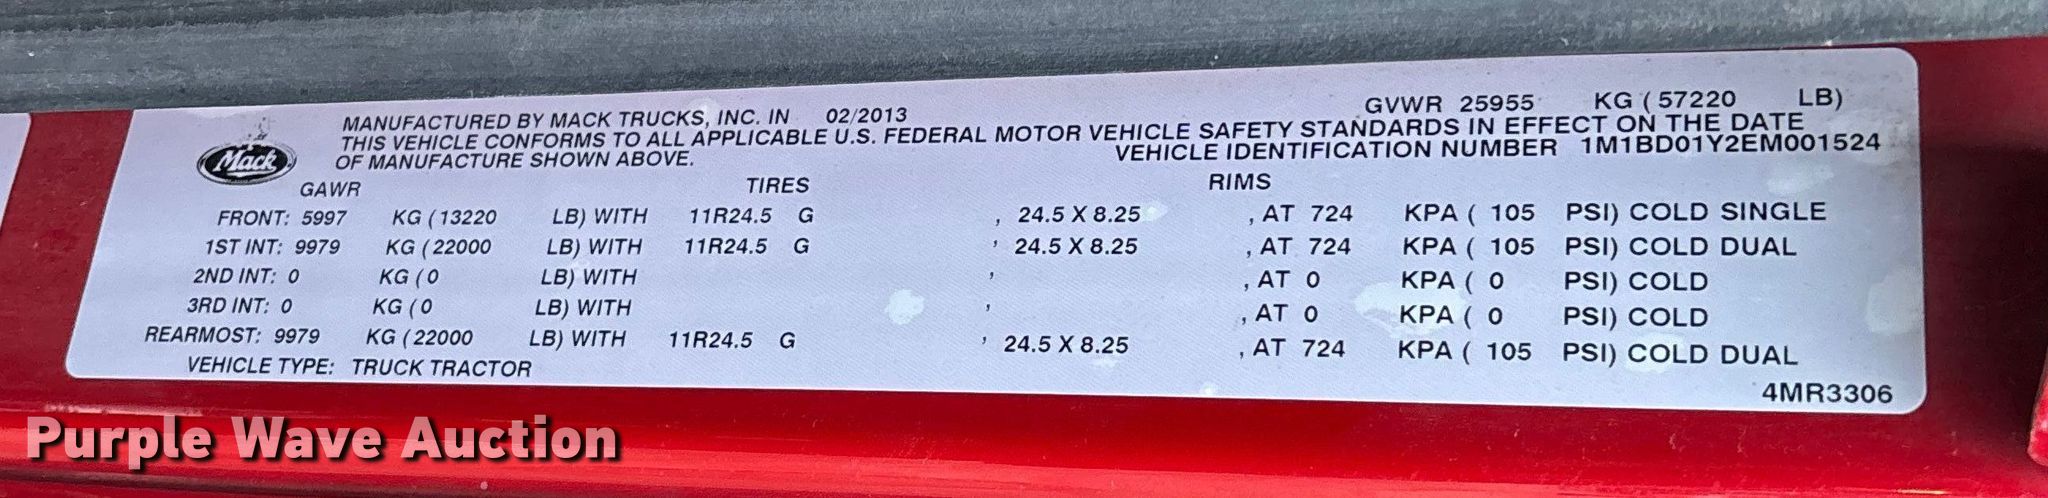 MANUFACTURED BY MACK TRUCKS, INC. IN 02/2013 GVWR 25955 KG ( 57220 LB)
THIS VEHICLE CONFORMS TO ALL APPLICABLE U.S. FEDERAL MOTOR VEHICLE SAFETY STANDARDS IN EFFECT ON THE DATE
OF MANUFACTURE SHOWN ABOVE. VEHICLE IDENTIFICATION NUMBER 1M1BD01Y2EM001524
Mack
GAWR TIRES RIMS
FRONT: 5997 KG ( 13220 LB) WITH 11R24.5 G , 24.5 X 8.25 , AT 724 KPA ( 105 PSI) COLD SINGLE
1ST INT: 9979 KG ( 22000 LB) WITH 11R24.5 G , 24.5 X 8.25 , AT 724 KPA ( 105 PSI) COLD DUAL
2ND INT: 0 KG ( 0 LB) WITH , , AT 0 KPA ( 0 PSI) COLD
3RD INT: 0 KG ( 0 LB) WITH , , AT 0 KPA ( 0 PSI) COLD
REARMOST: 9979 KG ( 22000 LB) WITH 11R24.5 G , 24.5 X 8.25 , AT 724 KPA ( 105 PSI) COLD DUAL
VEHICLE TYPE: TRUCK TRACTOR
4MR3306
Purple Wave Auction